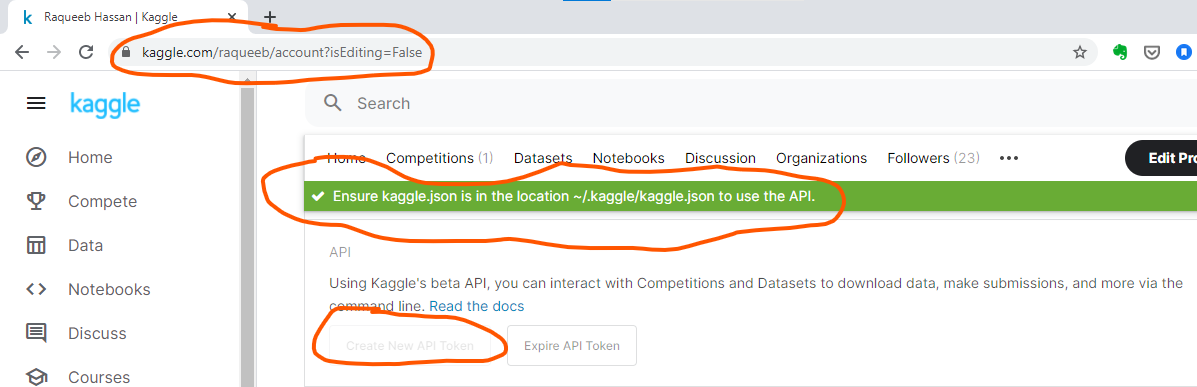 Raqueeb Hassan | Kaggle
kaggle.com/raqueeb/account?isEditing=False
kaggle
Search
Home
Compete
Data
Notebooks
Discuss
Courses
Home Competitions (1) Datasets Notebooks Discussion Organizations Followers (23) •••
Edit Pro
Ensure kaggle.json is in the location ~/.kaggle/kaggle.json to use the API.
API
Using Kaggle's beta API, you can interact with Competitions and Datasets to download data, make submissions, and more via the
command line. Read the docs
Create New API Token
Expire API Token